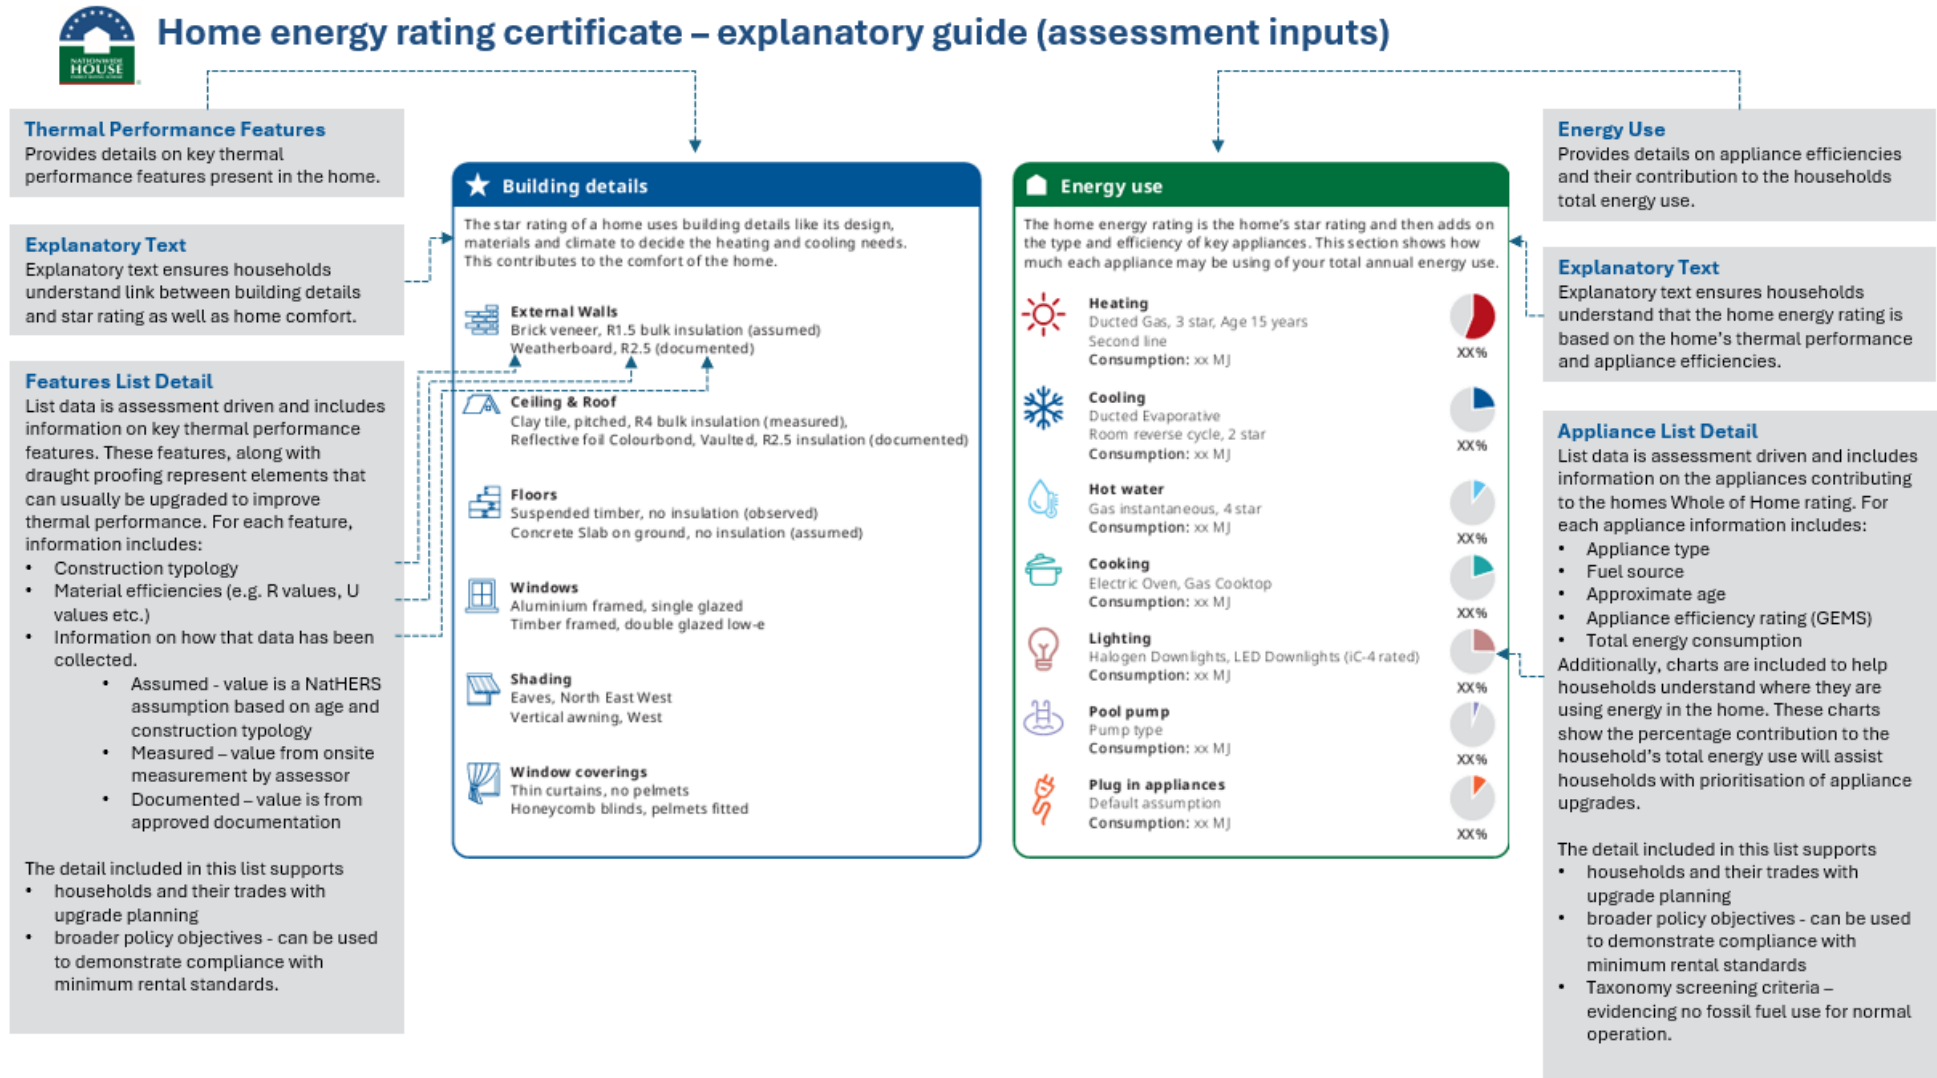 Home energy rating certificate – explanatory guide (assessment inputs)
NATIONWIDE
HOUSE
Thermal Performance Features
Provides details on key thermal
performance features present in the home.
Explanatory Text
Explanatory text ensures households
understand link between building details
and star rating as well as home comfort.
Features List Detail
List data is assessment driven and includes
information on key thermal performance
features. These features, along with
draught proofing represent elements that
can usually be upgraded to improve
thermal performance. For each feature,
information includes:
• Construction typology
• Material efficiencies (e.g. R values, U
values etc.)
• Information on how that data has been
collected.
• Assumed - value is a NatHERS
assumption based on age and
construction typology
• Measured – value from onsite
measurement by assessor
• Documented – value is from
approved documentation
The detail included in this list supports
• households and their trades with
upgrade planning
• broader policy objectives - can be used
to demonstrate compliance with
minimum rental standards.
Building details
The star rating of a home uses building details like its design,
materials and climate to decide the heating and cooling needs.
This contributes to the comfort of the home.
External Walls
Brick veneer, R1.5 bulk insulation (assumed)
Weatherboard, R2.5 (documented)
Ceiling & Roof
Clay tile, pitched, R4 bulk insulation (measured),
Reflective foil Colourbond, Vaulted, R2.5 insulation (documented)
Floors
Suspended timber, no insulation (observed)
Concrete Slab on ground, no insulation (assumed)
Windows
Aluminium framed, single glazed
Timber framed, double glazed low-e
Shading
Eaves, North East West
Vertical awning, West
Window coverings
Thin curtains, no pelmets
Honeycomb blinds, pelmets fitted
Energy use
The home energy rating is the home's star rating and then adds on
the type and efficiency of key appliances. This section shows how
much each appliance may be using of your total annual energy use.
Heating
Ducted Gas, 3 star, Age 15 years
Second line
Consumption: xx MJ
XX%
Cooling
Ducted Evaporative
Room reverse cycle, 2 star
Consumption: xx MJ
XX%
Hot water
Gas instantaneous, 4 star
Consumption: xx MJ
XX%
Cooking
Electric Oven, Gas Cooktop
Consumption: xx MJ
XX%
Lighting
Halogen Downlights, LED Downlights (iC-4 rated)
Consumption: xx MJ
XX%
Pool pump
Pump type
Consumption: xx MJ
XX%
Plug in appliances
Default assumption
Consumption: xx MJ
XX%
Energy Use
Provides details on appliance efficiencies
and their contribution to the households
total energy use.
Explanatory Text
Explanatory text ensures households
understand that the home energy rating is
based on the home's thermal performance
and appliance efficiencies.
Appliance List Detail
List data is assessment driven and includes
information on the appliances contributing
to the homes Whole of Home rating. For
each appliance information includes:
• Appliance type
• Fuel source
• Approximate age
• Appliance efficiency rating (GEMS)
• Total energy consumption
Additionally, charts are included to help
households understand where they are
using energy in the home. These charts
show the percentage contribution to the
household's total energy use will assist
households with prioritisation of appliance
upgrades.
The detail included in this list supports
• households and their trades with
upgrade planning
• broader policy objectives - can be used
to demonstrate compliance with
minimum rental standards
• Taxonomy screening criteria –
evidencing no fossil fuel use for normal
operation.